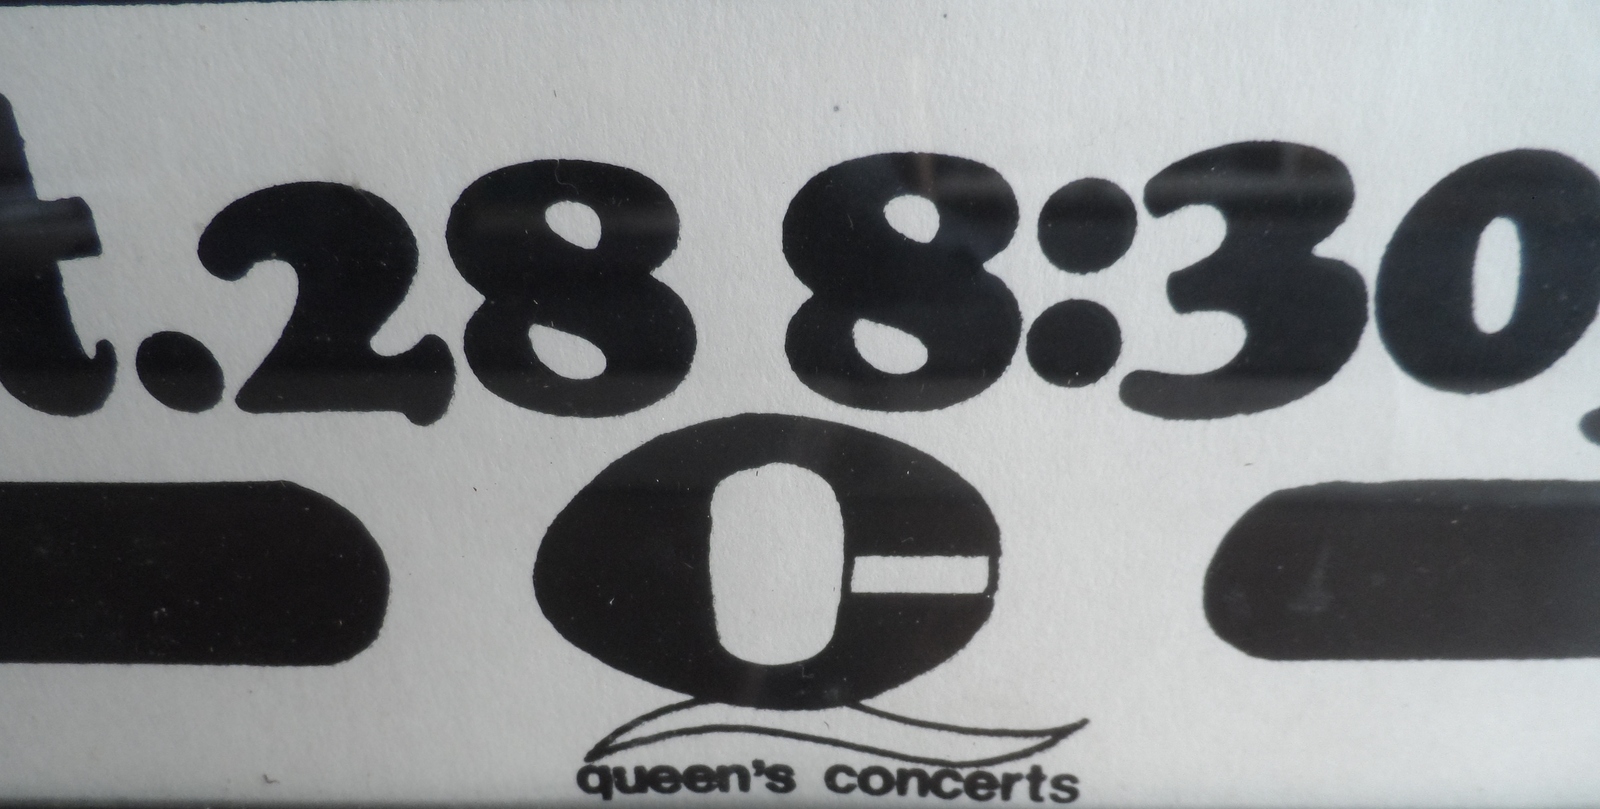 t.28 8:30
queen's concerts